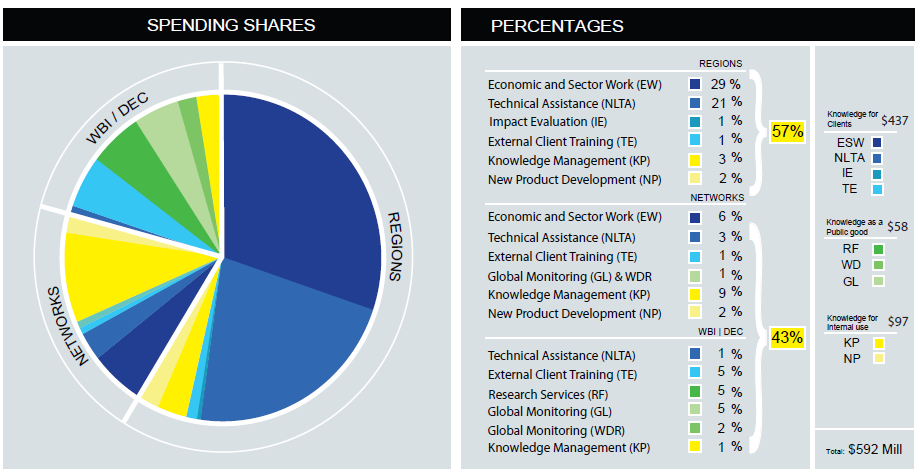 SPENDING SHARES
WBI / DEC
REGIONS
NETWORKS
PERCENTAGES
REGIONS
Economic and Sector Work (EW) 29 %
Technical Assistance (NLTA) 21 %
Impact Evaluation (IE) 1 %
External Client Training (TE) 1 %
Knowledge Management (KP) 3 %
New Product Development (NP) 2 %
57%
NETWORKS
Economic and Sector Work (EW) 6 %
Technical Assistance (NLTA) 3 %
External Client Training (TE) 1 %
Global Monitoring (GL) & WDR 1 %
Knowledge Management (KP) 9 %
New Product Development (NP) 2 %
WBI | DEC
43%
Technical Assistance (NLTA) 1 %
External Client Training (TE) 5 %
Research Services (RF) 5 %
Global Monitoring (GL) 5 %
Global Monitoring (WDR) 2 %
Knowledge Management (KP) 1 %
Knowledge for
Clients $437
ESW
NLTA
IE
TE
Knowledge as a
Public good $58
RF
WD
GL
Knowledge for
Internal use $97
KP
NP
Total: $592 Mill